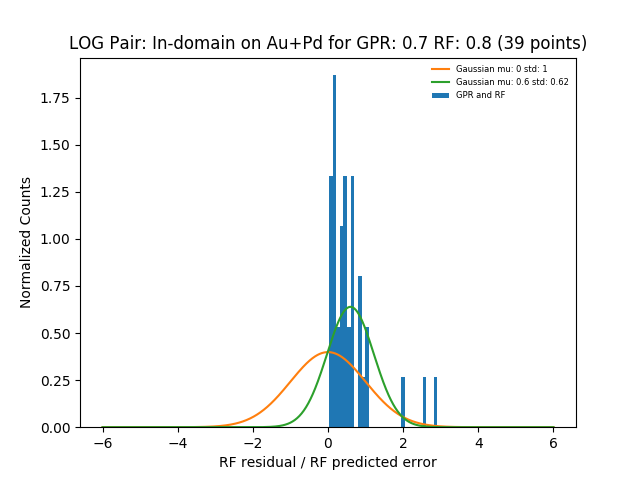 LOG Pair: In-domain on Au+Pd for GPR: 0.7 RF: 0.8 (39 points)
Gaussian mu: 0 std: 1
Gaussian mu: 0.6 std: 0.62
GPR and RF
Normalized Counts
1.75
1.50
1.25
1.00
0.75
0.50
0.25
0.00
−6 −4 −2 0 2 4 6
RF residual / RF predicted error